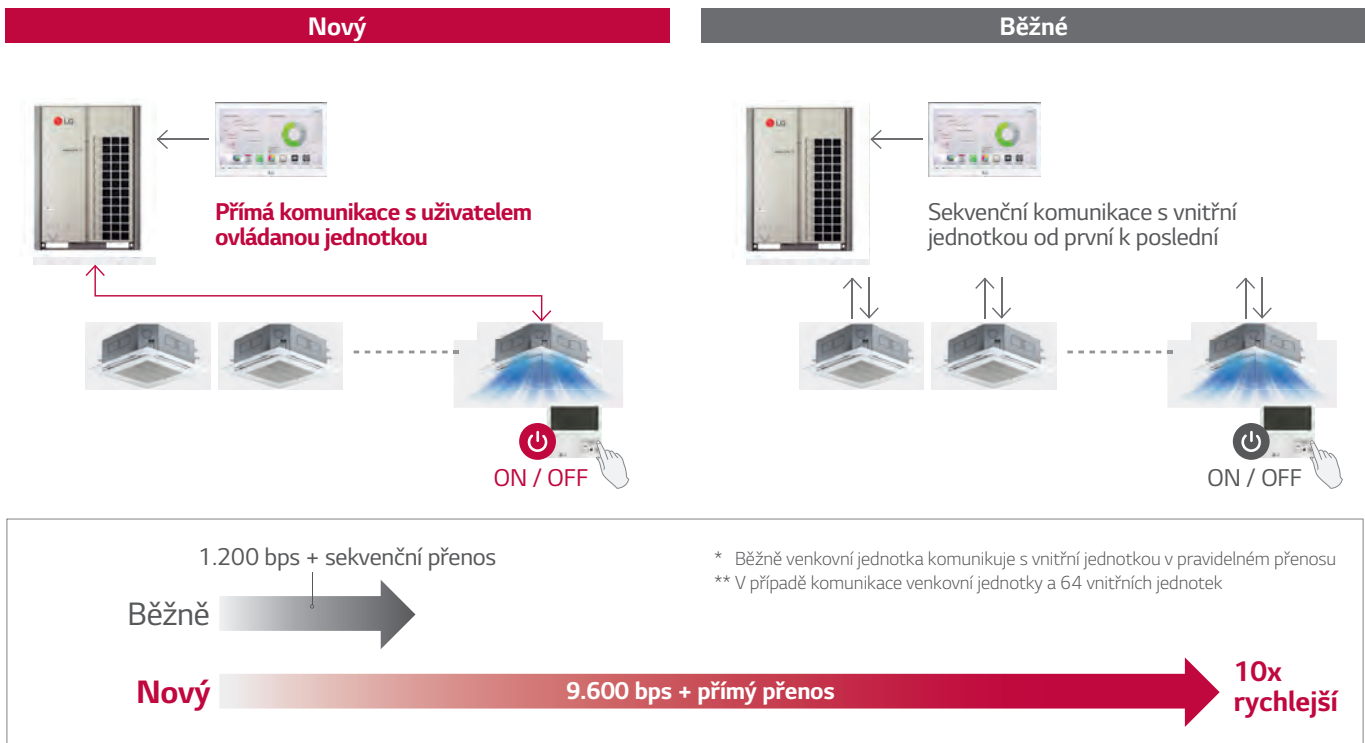 Nový
Běžné
LG
Přímá komunikace s uživatelem
ovládanou jednotkou
ON / OFF
LG
Sekvenční komunikace s vnitřní
jednotkou od první k poslední
ON / OFF
1.200 bps + sekvenční přenos
Běžně
Nový
9.600 bps + přímý přenos
10x
rychlejší
* Běžně venkovní jednotka komunikuje s vnitřní jednotkou v pravidelném přenosu
** V případě komunikace venkovní jednotky a 64 vnitřních jednotek